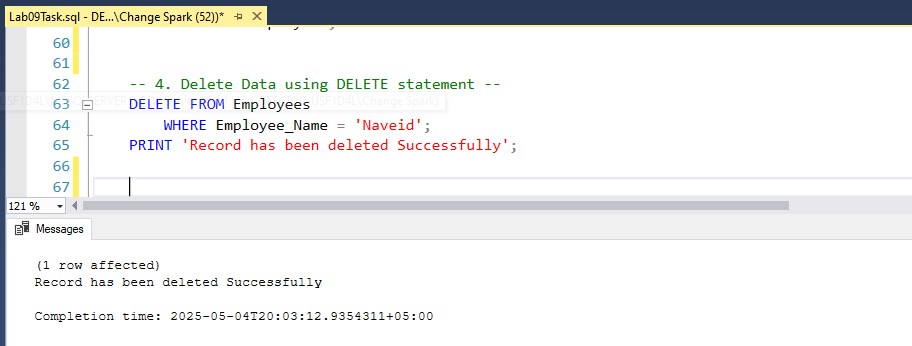 Lab09Task.sql - DE...\Change Spark (52))*
60
61
62 -- 4. Delete Data using DELETE statement --
63 DELETE FROM Employees
64 WHERE Employee_Name = 'Naveid';
65 PRINT 'Record has been deleted Successfully';
66
67
121 %
Messages
(1 row affected)
Record has been deleted Successfully
Completion time: 2025-05-04T20:03:12.9354311+05:00